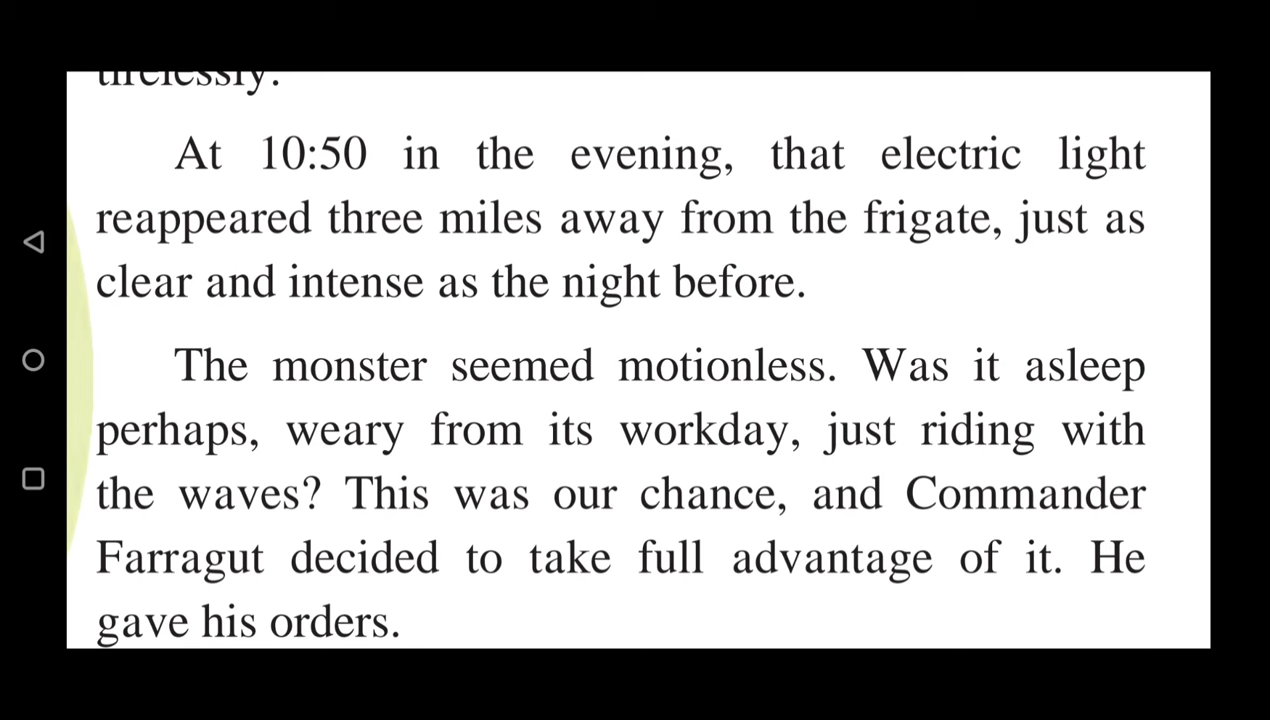 tirelessly.
At 10:50 in the evening, that electric light
reappeared three miles away from the frigate, just as
clear and intense as the night before.
The monster seemed motionless. Was it asleep
perhaps, weary from its workday, just riding with
the waves? This was our chance, and Commander
Farragut decided to take full advantage of it. He
gave his orders.